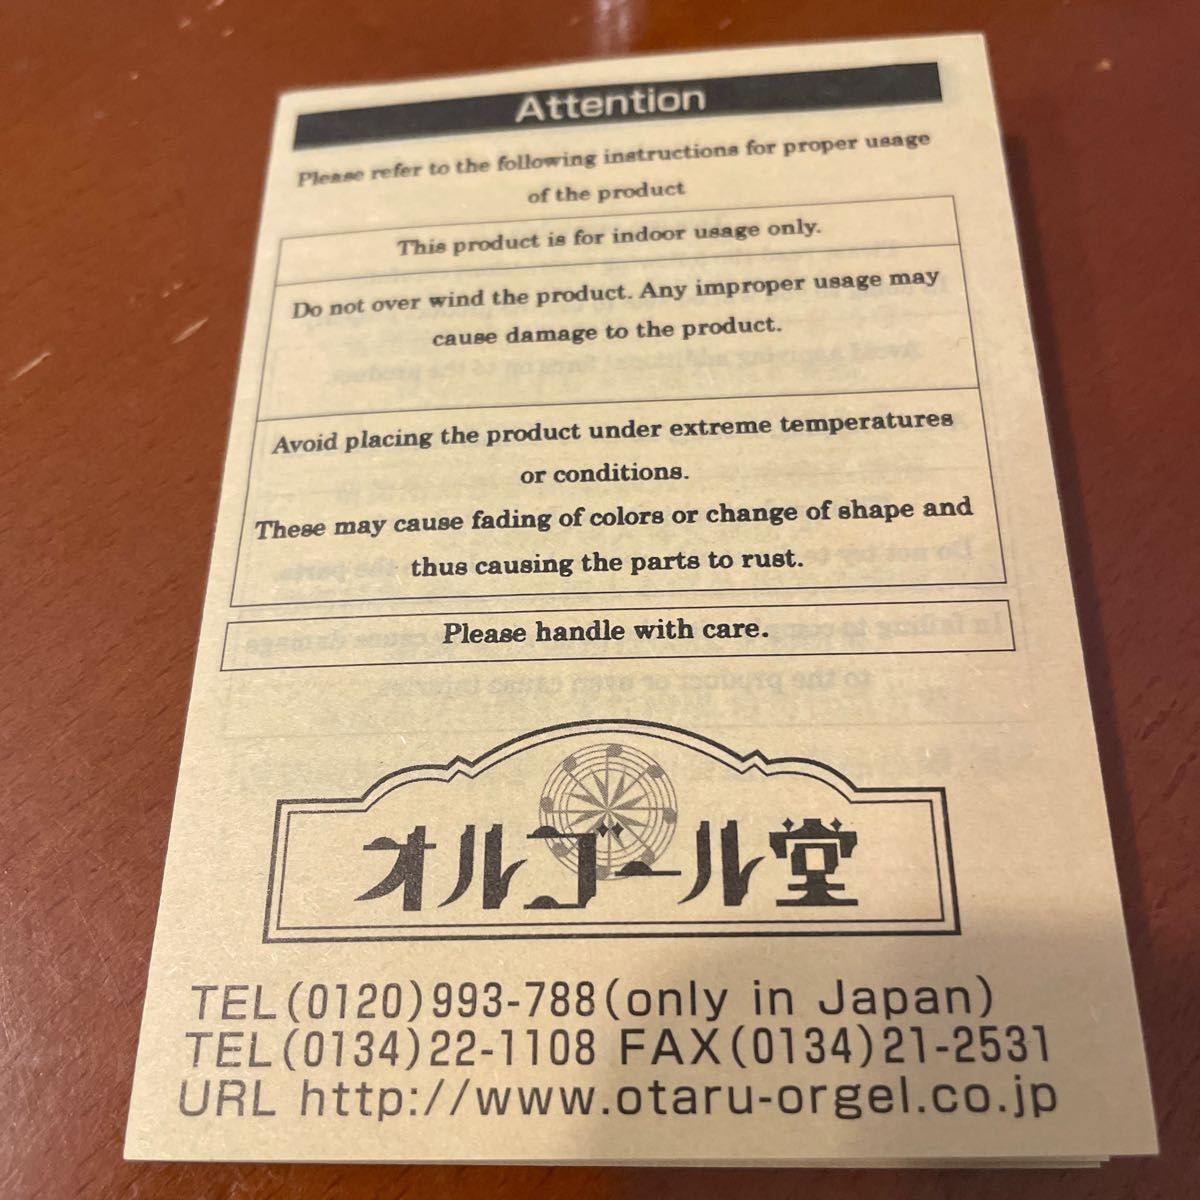 Attention
Please refer to the following instructions for proper usage
of the product
This product is for indoor usage only.
Do not over wind the product. Any improper usage may
cause damage to the product.
Avoid placing the product under extreme temperatures
or conditions.
These may cause fading of colors or change of shape and
thus causing the parts to rust.
Please handle with care.
オルゴール堂
TEL(0120)993-788(only in Japan)
TEL(0134)22-1108 FAX(0134)21-2531
URL http://www.otaru-orgel.co.jp